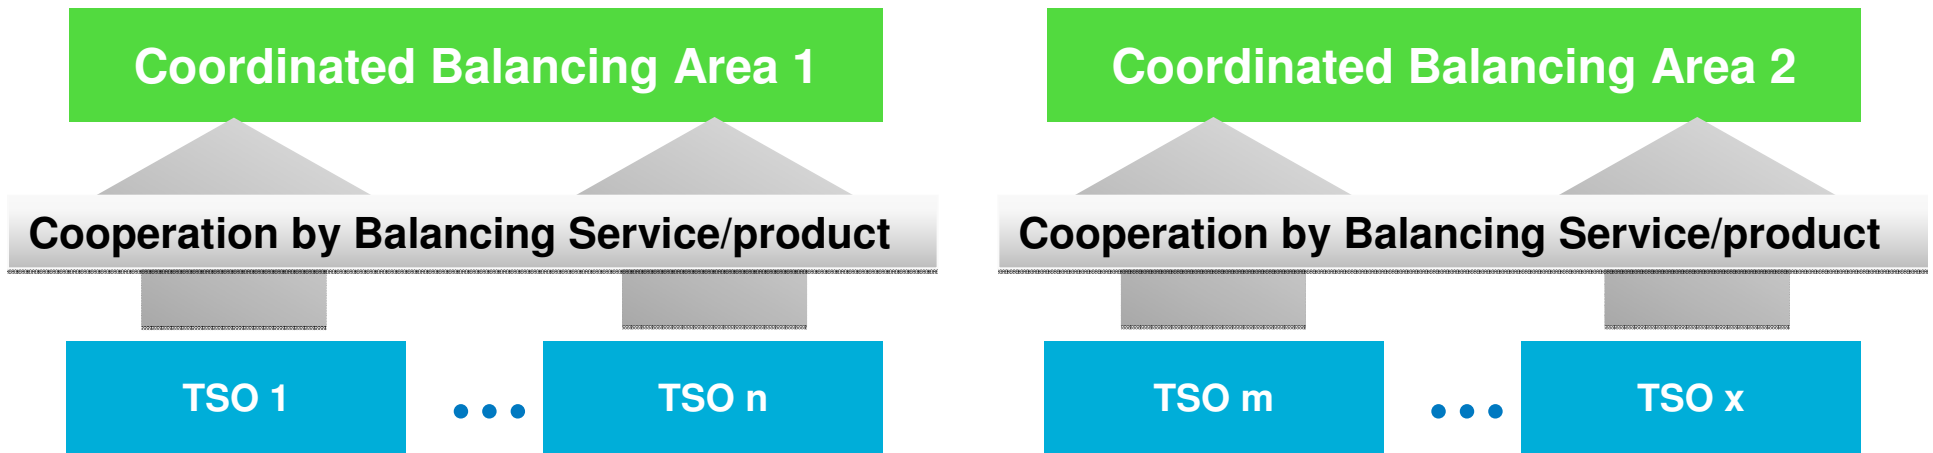 Coordinated Balancing Area 1
Coordinated Balancing Area 2
Cooperation by Balancing Service/product
Cooperation by Balancing Service/product
TSO 1
...
TSO n
TSO m
...
TSO x